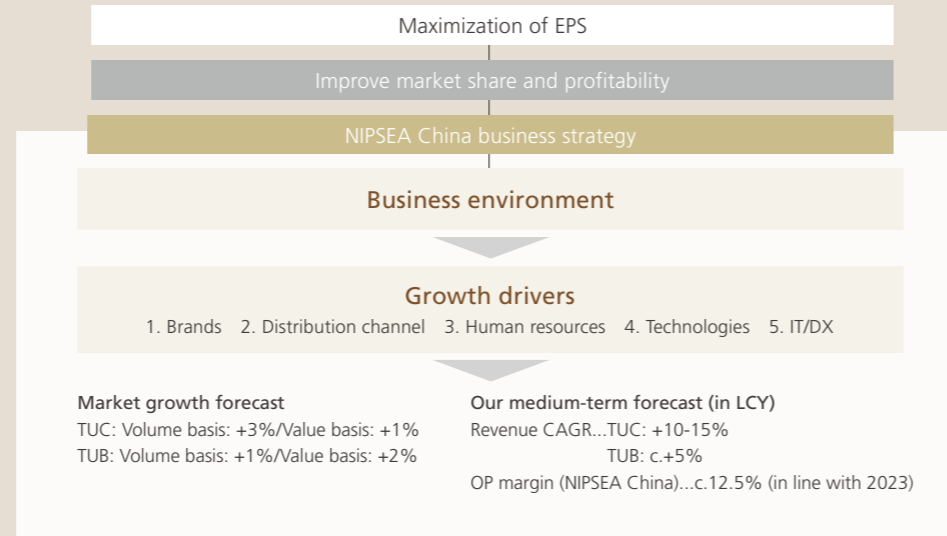 Maximization of EPS
Improve market share and profitability
NIPSEA China business strategy
Business environment
Growth drivers
1. Brands 2. Distribution channel 3. Human resources 4. Technologies 5. IT/DX
Market growth forecast
TUC: Volume basis: +3%/Value basis: +1%
TUB: Volume basis: +1%/Value basis: +2%
Our medium-term forecast (in LCY)
Revenue CAGR...TUC: +10-15%
TUB: c.+5%
OP margin (NIPSEA China)...c.12.5% (in line with 2023)